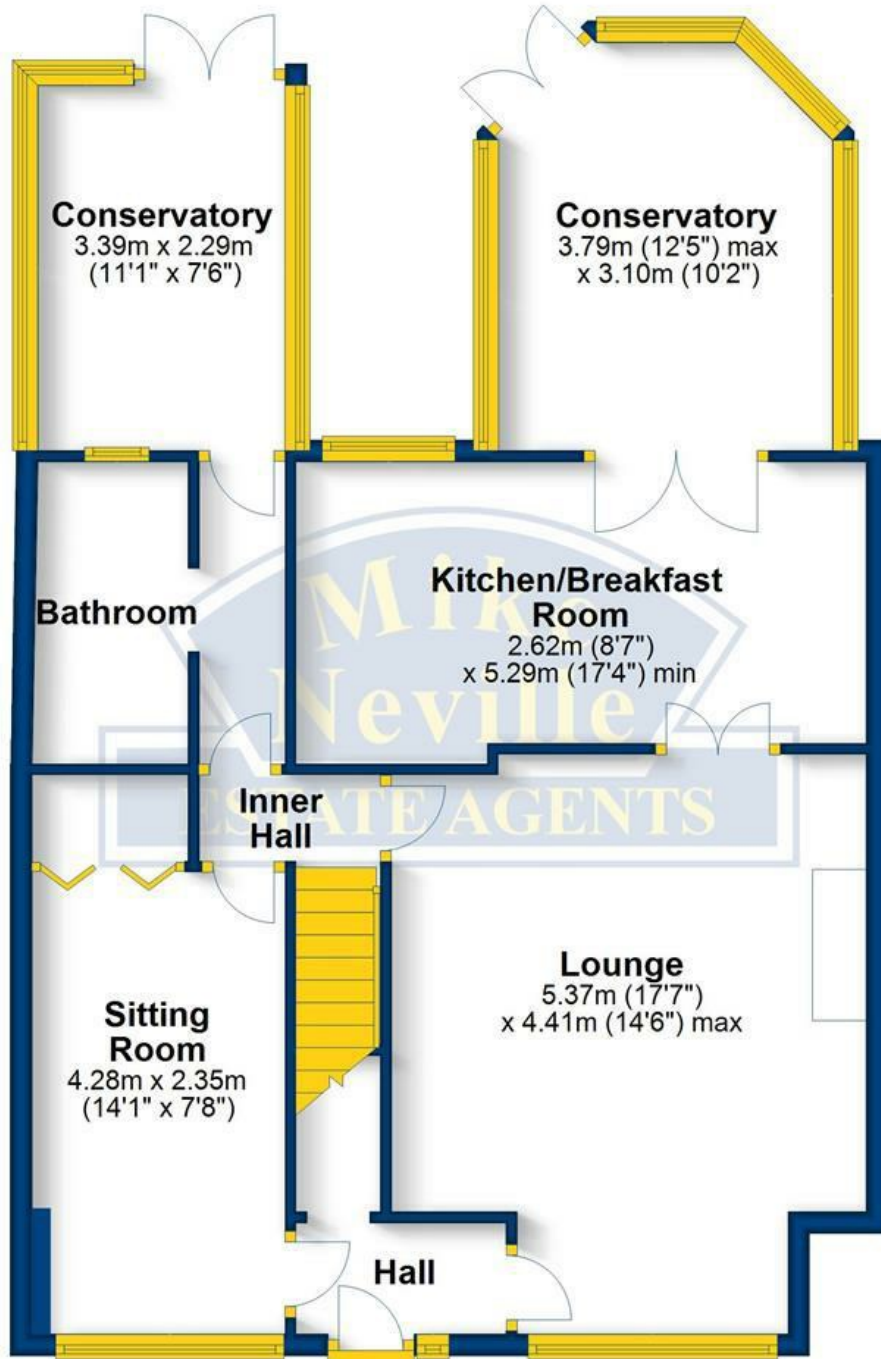 Conservatory
3.39m x 2.29m
(11'1" x 7'6")
Conservatory
3.79m (12'5") max
x 3.10m (10'2")
Bathroom
Kitchen/Breakfast
Room
2.62m (8'7")
x 5.29m (17'4") min
Mike
Neville
ESTATE AGENTS
Inner
Hall
Lounge
5.37m (17'7")
x 4.41m (14'6") max
Sitting
Room
4.28m x 2.35m
(14'1" x 7'8")
Hall